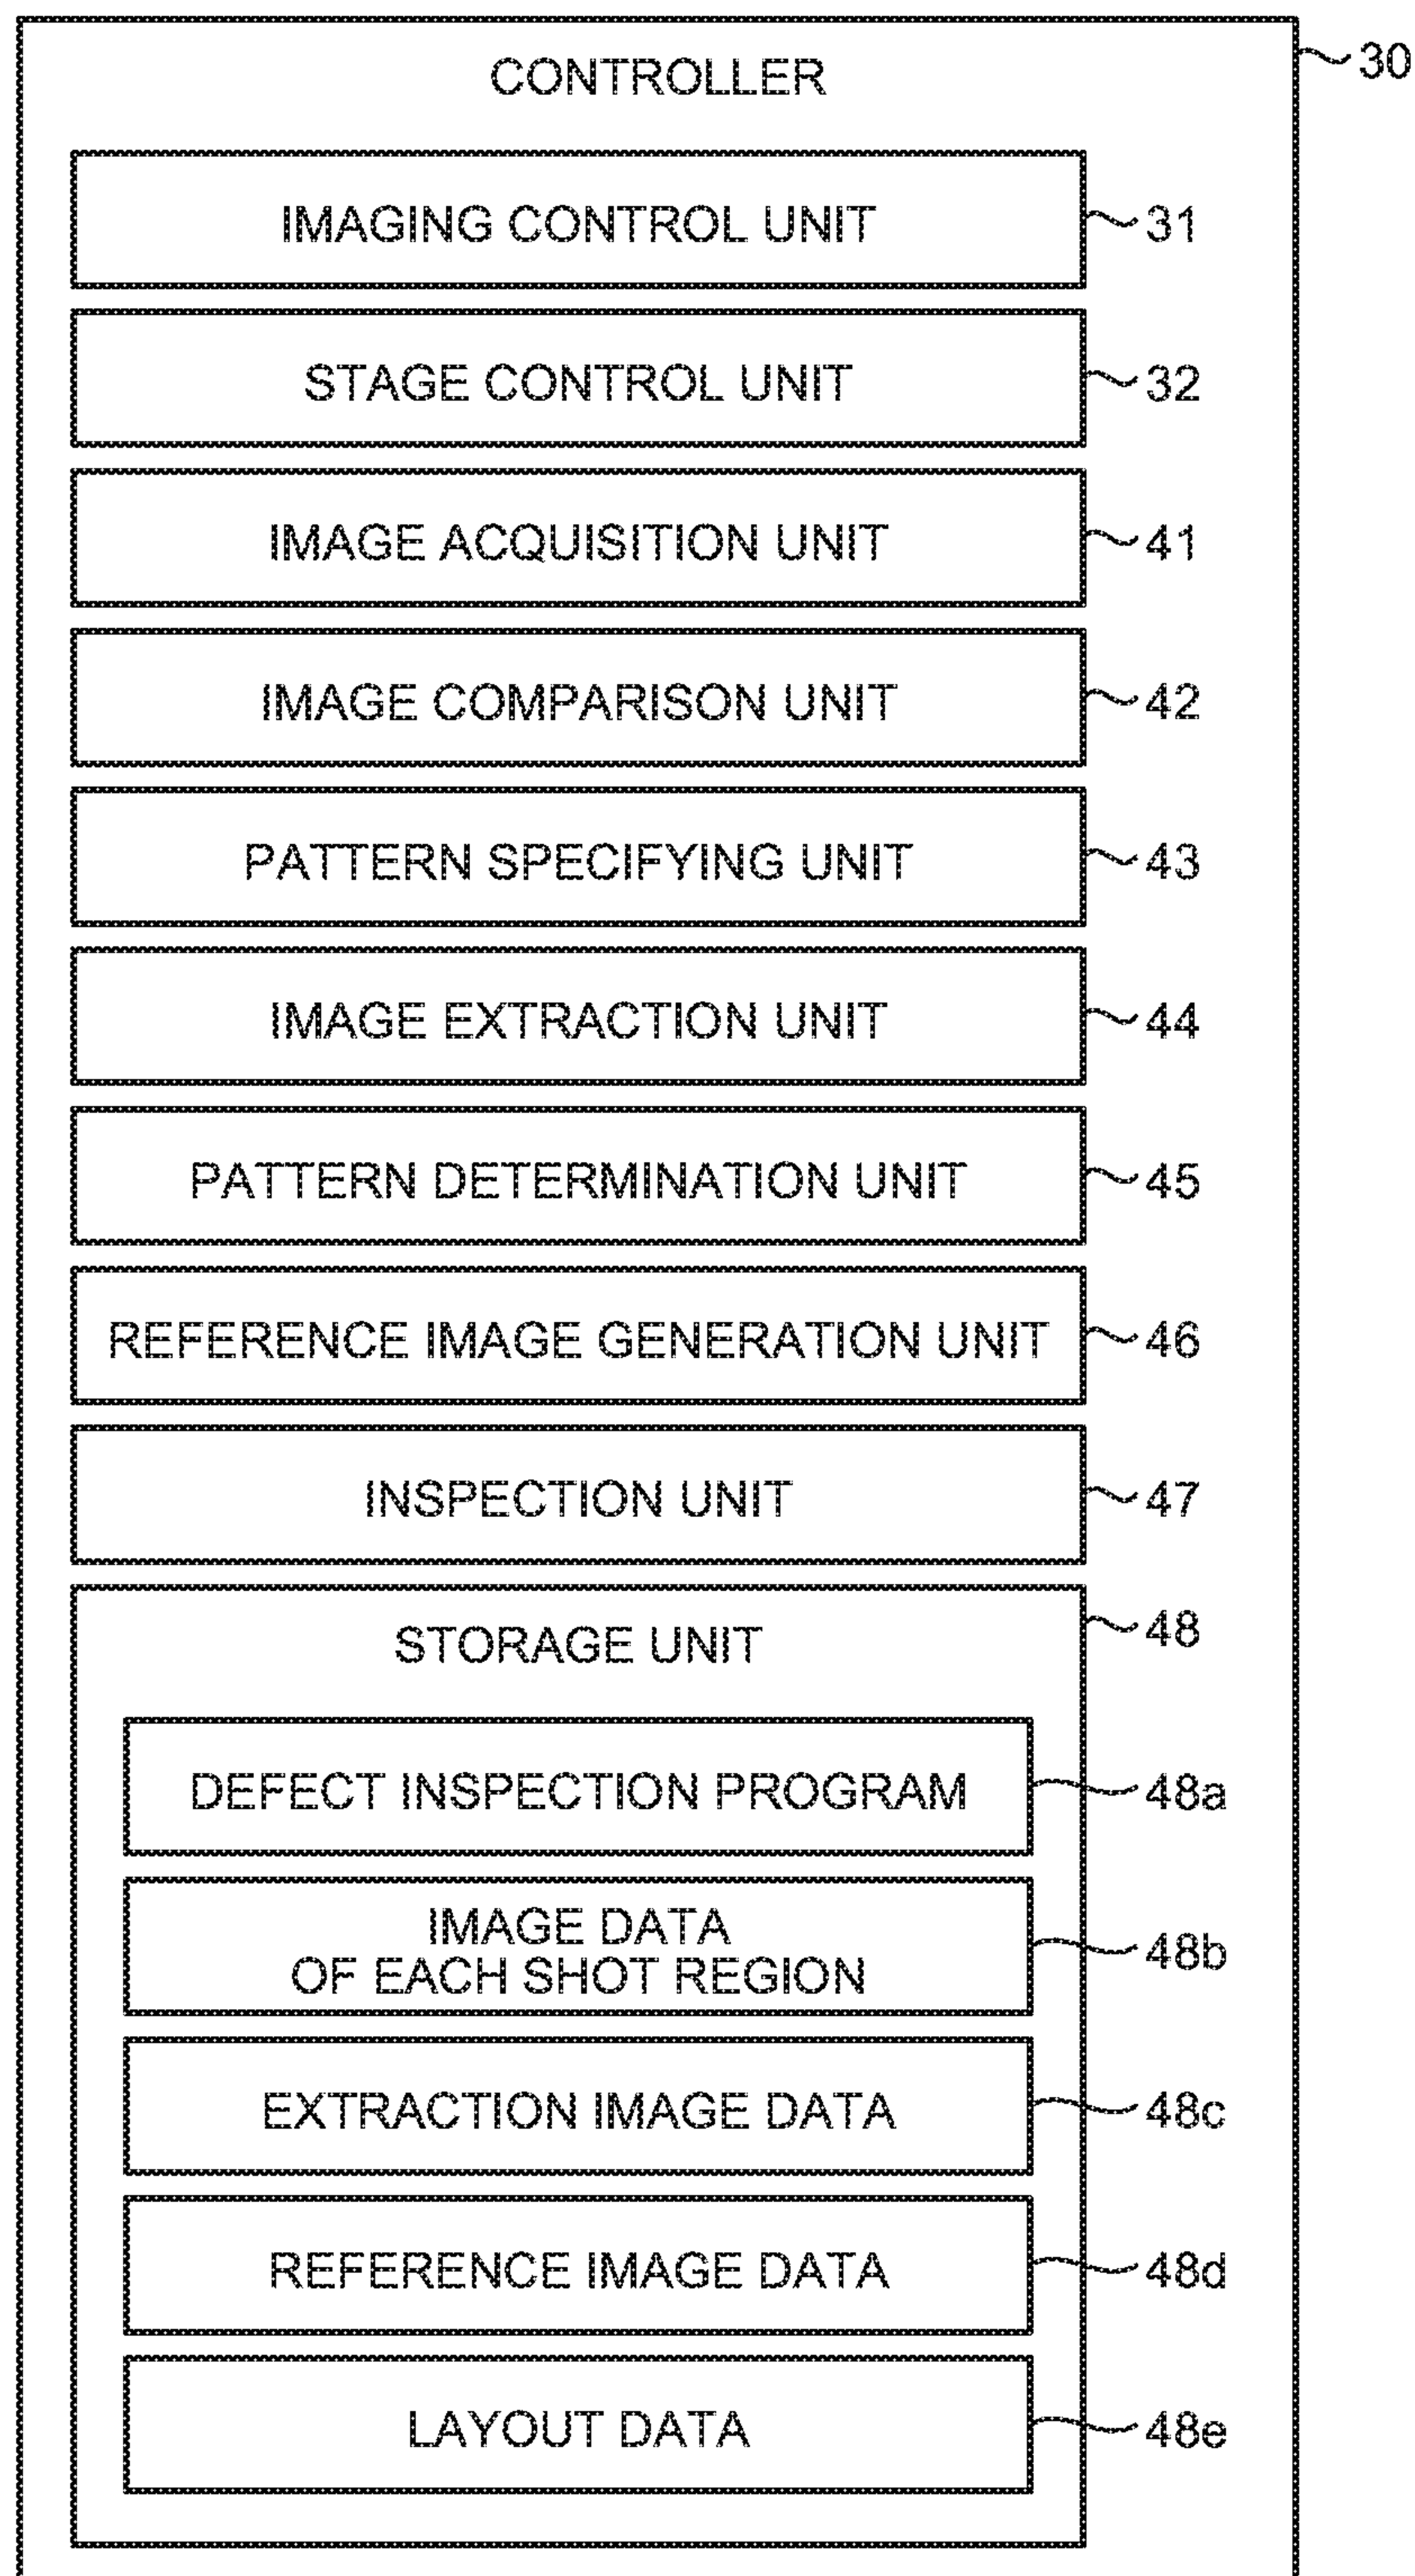 CONTROLLER
30
IMAGING CONTROL UNIT
31
STAGE CONTROL UNIT
32
IMAGE ACQUISITION UNIT
41
IMAGE COMPARISON UNIT
42
PATTERN SPECIFYING UNIT
43
IMAGE EXTRACTION UNIT
44
PATTERN DETERMINATION UNIT
45
REFERENCE IMAGE GENERATION UNIT
46
INSPECTION UNIT
47
STORAGE UNIT
48
DEFECT INSPECTION PROGRAM
48a
IMAGE DATA
OF EACH SHOT REGION
48b
EXTRACTION IMAGE DATA
48c
REFERENCE IMAGE DATA
48d
LAYOUT DATA
48e